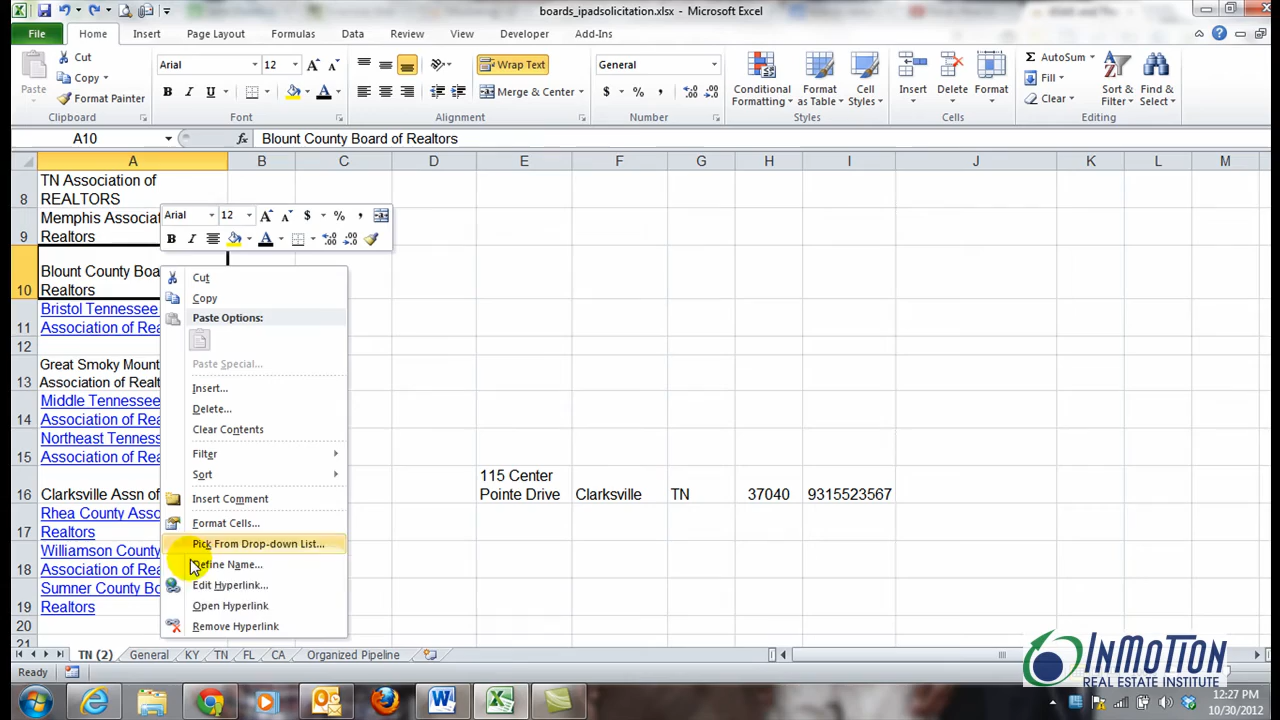 boards_ipadsolicitation.xlsx - Microsoft Excel
File Home Insert Page Layout Formulas Data Review View Developer Add-Ins
Paste
Cut
Copy
Format Painter
Clipboard
Arial 12
B I U
Font
Wrap Text
Merge & Center
Alignment
General
$ % ,
Number
Conditional Formatting
Format as Table
Cell Styles
Styles
Insert
Delete
Format
Cells
AutoSum
Fill
Clear
Sort & Filter
Find & Select
Editing
A10 fx Blount County Board of Realtors
A B C D E F G H I J K L M
8 TN Association of
REALTORS
9 Memphis Associat
Realtors
10 Blount County Boa
Realtors
11 Bristol Tennessee
Association of Rea
12
13 Great Smoky Mount
Association of Realt
14 Middle Tennessee
Association of Rea
15 Northeast Tenness
Association of Rea
16 Clarksville Assn of 115 Center
Pointe Drive Clarksville TN 37040 9315523567
17 Rhea County Asso
Realtors
18 Williamson County
Association of Rea
19 Sumner County Bo
Realtors
20
21
Arial 12 A A $ % ,
B I A
Cut
Copy
Paste Options:
Paste Special...
Insert...
Delete...
Clear Contents
Filter
Sort
Insert Comment
Format Cells...
Pick From Drop-down List...
Define Name...
Edit Hyperlink...
Open Hyperlink
Remove Hyperlink
TN (2) General KY TN FL CA Organized Pipeline
Ready
INMOTION
REAL ESTATE INSTITUTE
12:27 PM
10/30/2012